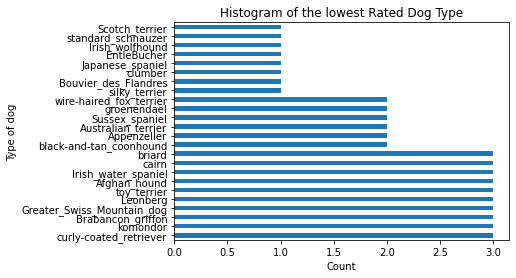 Histogram of the lowest Rated Dog Type
Type of dog
Scotch_terrier
standard_schnauzer
Irish_wolfhound
EntleBucher
Japanese_spaniel
clumber
Bouvier_des_Flandres
silky_terrier
wire-haired_fox_terrier
groenendael
Sussex_spaniel
Australian_terrier
Appenzeller
black-and-tan_coonhound
briard
cairn
Irish_water_spaniel
Afghan_hound
toy_terrier
Leonberg
Greater_Swiss_Mountain_dog
Brabancon_griffon
komondor
curly-coated_retriever
0.0 0.5 1.0 1.5 2.0 2.5 3.0
Count